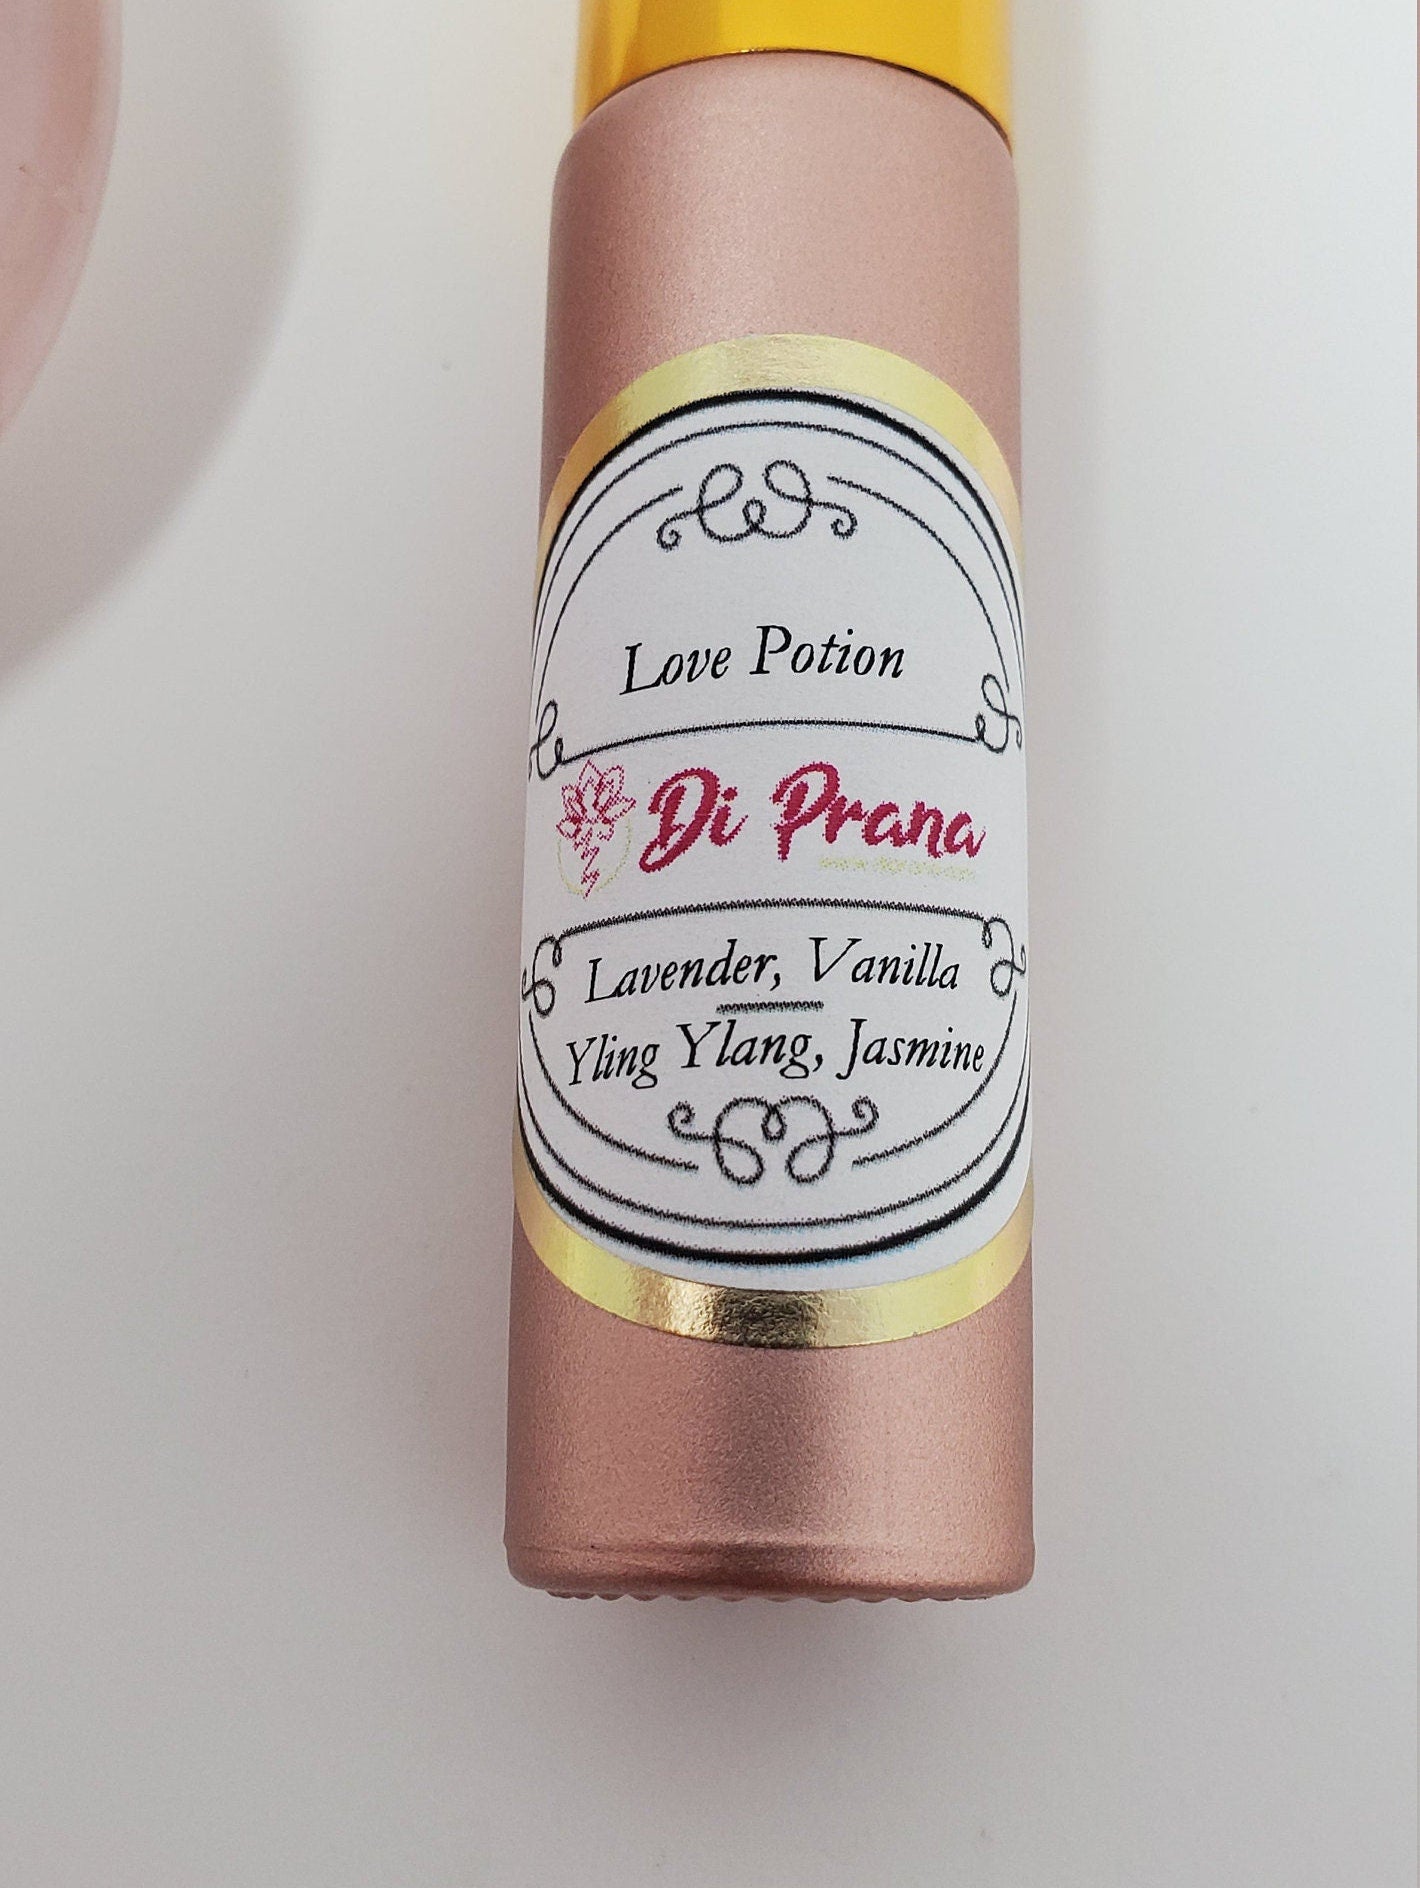 Love Potion
Di Prana
Lavender, Vanilla
Yling Ylang, Jasmine